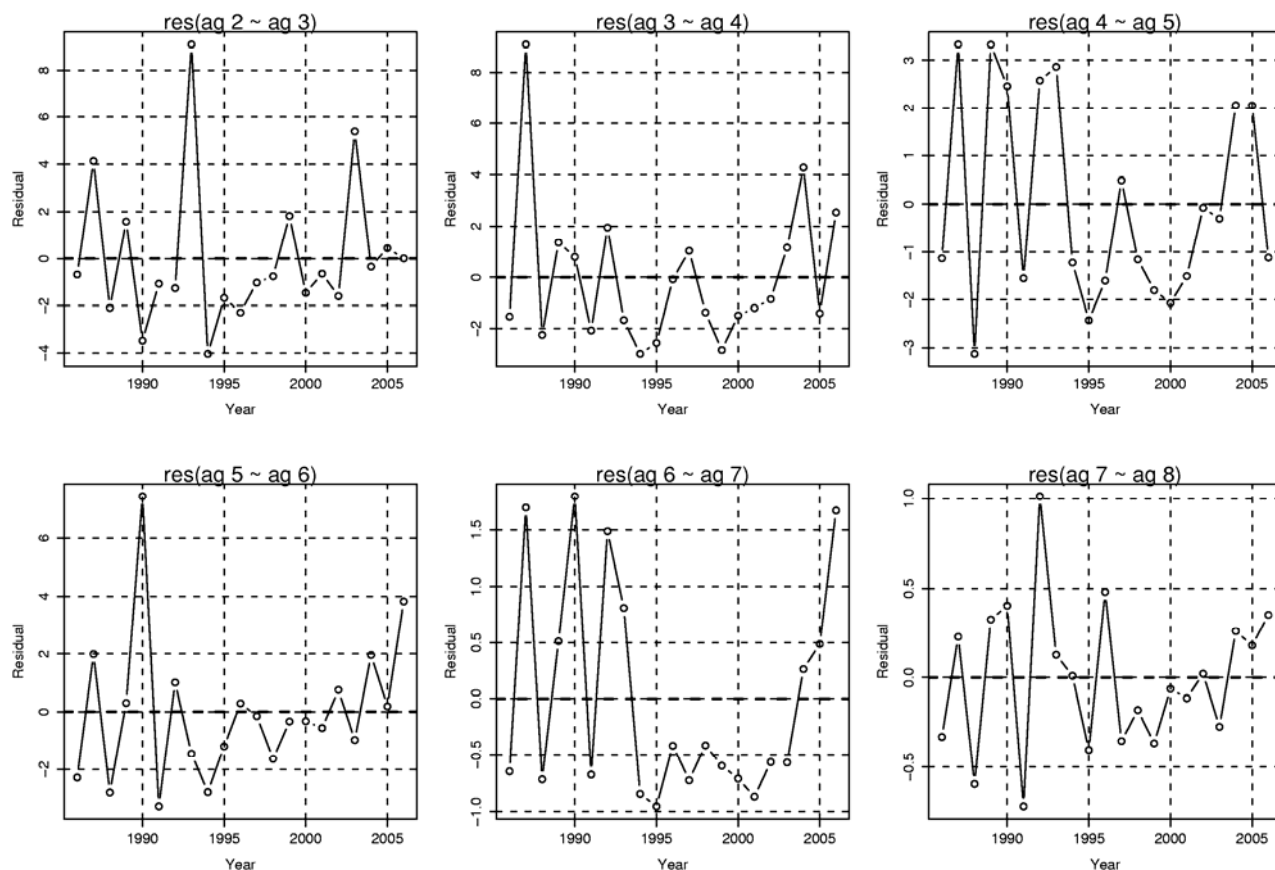 res(ag 2 ~ ag 3)
res(ag 3 ~ ag 4)
res(ag 4 ~ ag 5)
Residual
8
6
4
2
0
−2
−4
1990 1995 2000 2005
Year
Residual
8
6
4
2
0
−2
1990 1995 2000 2005
Year
Residual
3
2
1
0
−1
−2
−3
1990 1995 2000 2005
Year
res(ag 5 ~ ag 6)
res(ag 6 ~ ag 7)
res(ag 7 ~ ag 8)
Residual
6
4
2
0
−2
1990 1995 2000 2005
Year
Residual
1.5
1.0
0.5
0.0
−0.5
−1.0
1990 1995 2000 2005
Year
Residual
1.0
0.5
0.0
−0.5
1990 1995 2000 2005
Year